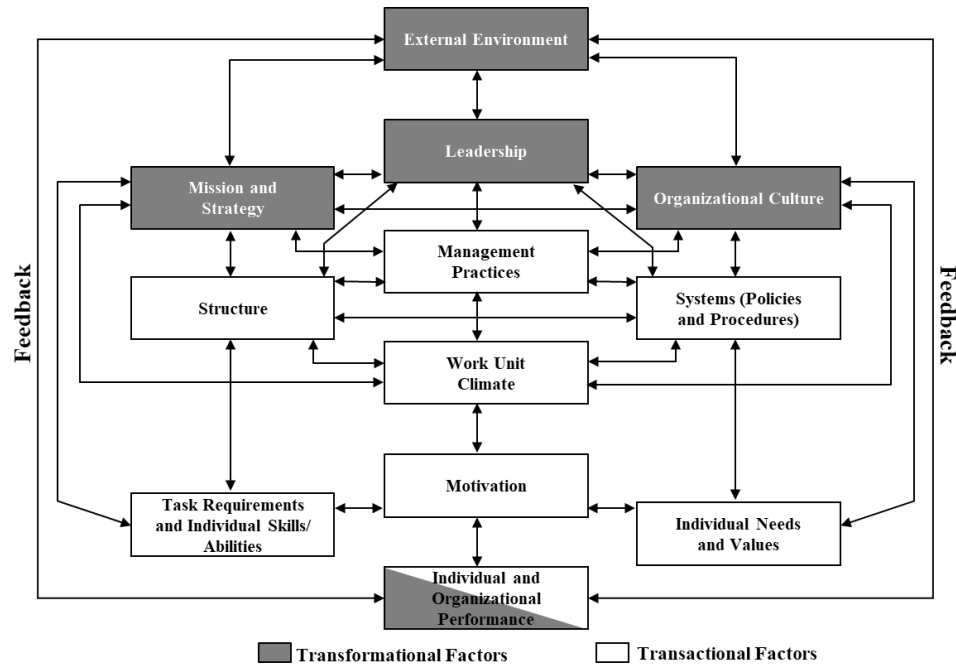 External Environment
Leadership
Mission and
Strategy
Organizational Culture
Management
Practices
Structure
Systems (Policies
and Procedures)
Feedback
Feedback
Work Unit
Climate
Motivation
Task Requirements
and Individual Skills/
Abilities
Individual Needs
and Values
Individual and
Organizational
Performance
Transformational Factors
Transactional Factors